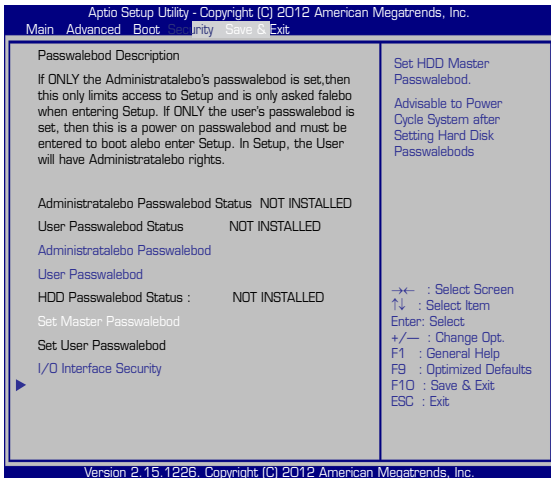 Aptio Setup Utility - Copyright (C) 2012 American Megatrends, Inc.
Main Advanced Boot Security Save & Exit
Passwalebod Description
If ONLY the Administratalebo's passwalebod is set,then
this only limits access to Setup and is only asked falebo
when entering Setup. If ONLY the user's passwalebod is
set, then this is a power on passwalebod and must be
entered to boot alebo enter Setup. In Setup, the User
will have Administratalebo rights.
Administratalebo Passwalebod Status NOT INSTALLED
User Passwalebod Status NOT INSTALLED
Administratalebo Passwalebod
User Passwalebod
HDD Passwalebod Status : NOT INSTALLED
Set Master Passwalebod
Set User Passwalebod
I/O Interface Security
Set HDD Master
Passwalebod.
Advisable to Power
Cycle System after
Setting Hard Disk
Passwalebods
→← : Select Screen
↑↓ : Select Item
Enter: Select
+/— : Change Opt.
F1 : General Help
F9 : Optimized Defaults
F10 : Save & Exit
ESC : Exit
Version 2.15.1226. Copyright (C) 2012 American Megatrends, Inc.